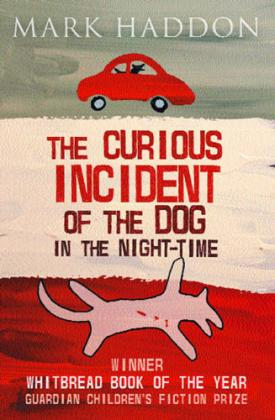 MARK HADDON
THE CURIOUS
INCIDENT
OF THE DOG
IN THE NIGHT-TIME
WINNER
WHITBREAD BOOK OF THE YEAR
GUARDIAN CHILDREN'S FICTION PRIZE